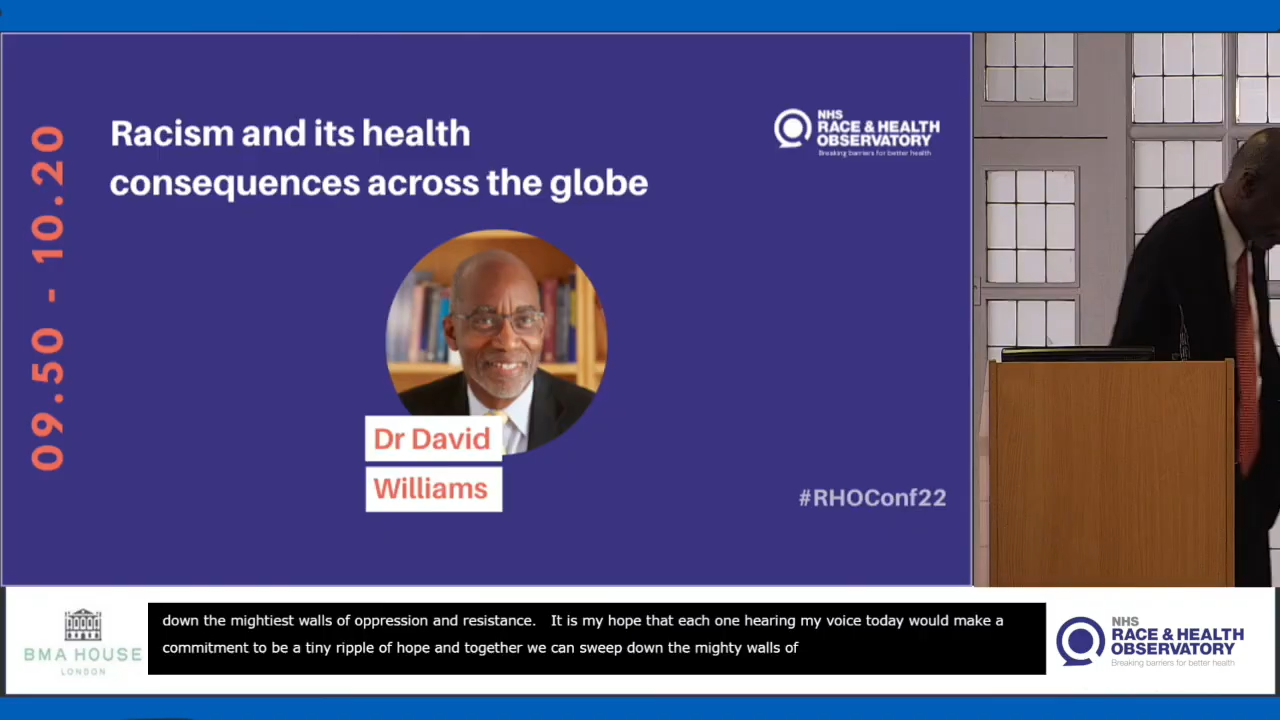 09.50 - 10.20
Racism and its health
consequences across the globe
NHS
RACE & HEALTH
OBSERVATORY
Breaking barriers for better health
Dr David
Williams
#RHOConf22
BMA HOUSE
LONDON
down the mightiest walls of oppression and resistance.   It is my hope that each one hearing my voice today would make a
commitment to be a tiny ripple of hope and together we can sweep down the mighty walls of
NHS
RACE & HEALTH
OBSERVATORY
Breaking barriers for better health